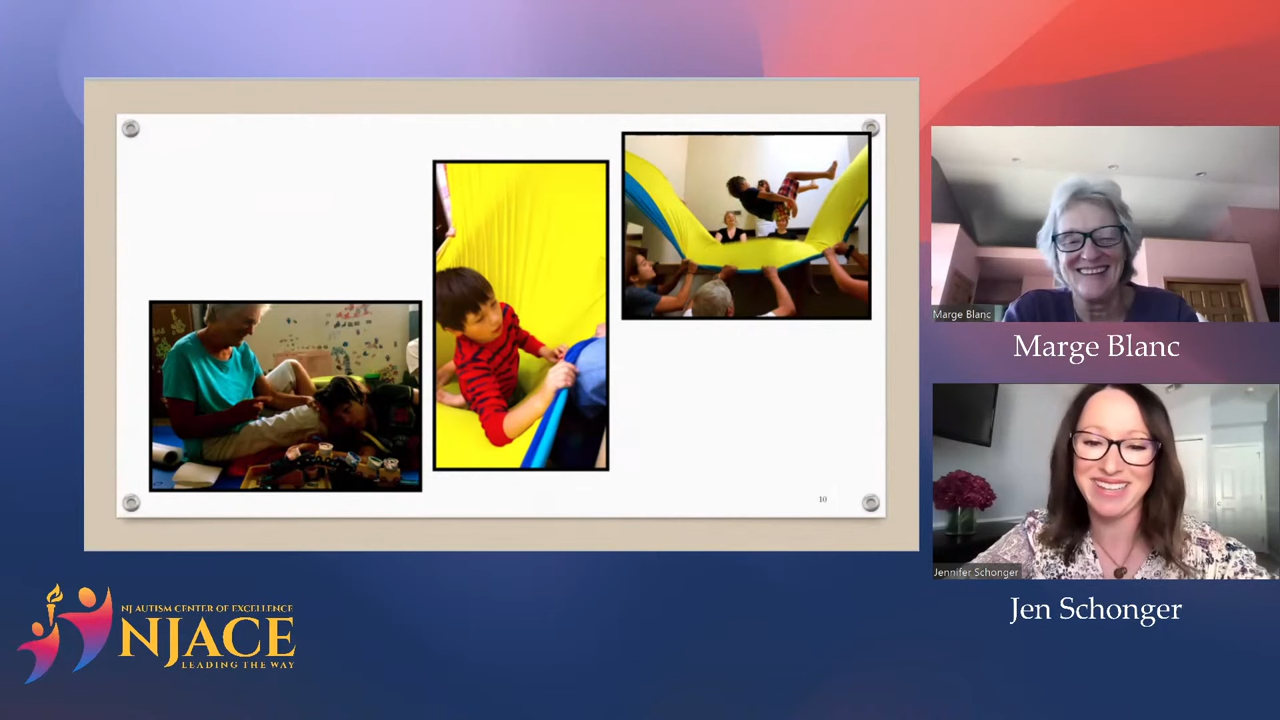 10
Marge Blanc
Marge Blanc
Jennifer Schonger
Jen Schonger
NJ AUTISM CENTER OF EXCELLENCE
NJACE
LEADING THE WAY